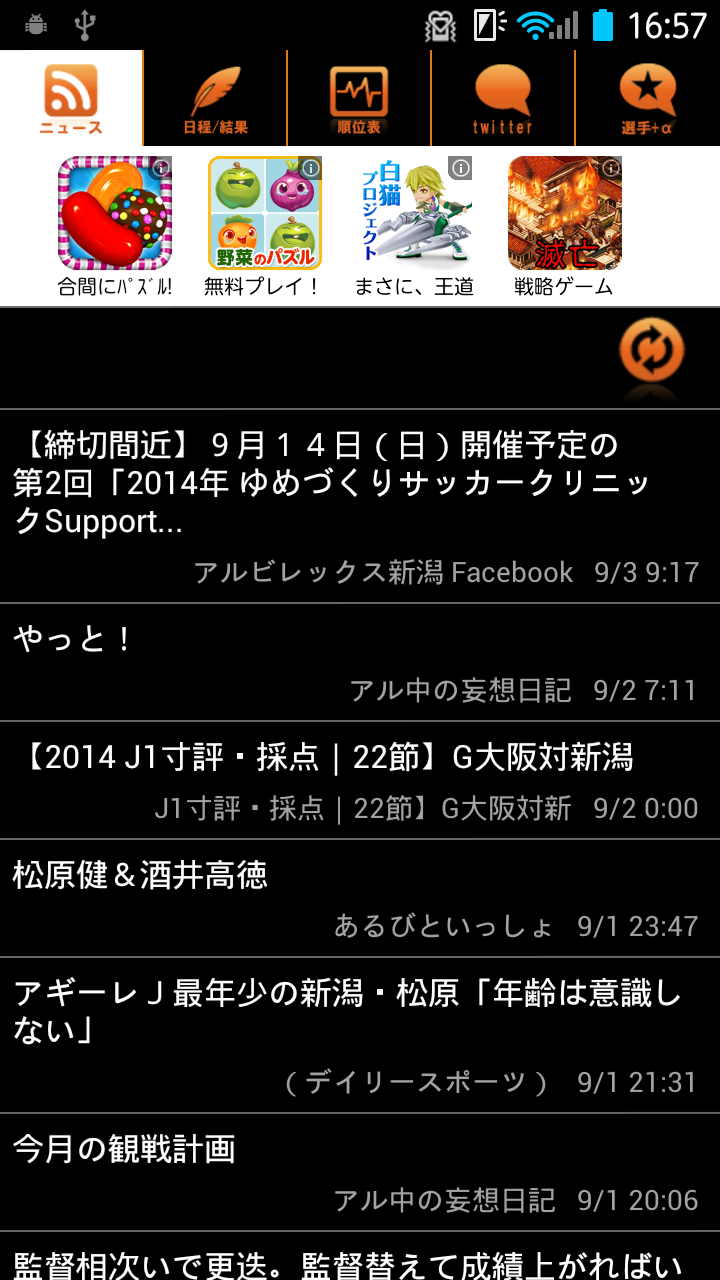 16:57
ニュース
日程/結果
順位表
twitter
選手+α
野菜のパズル
白猫
プロジェクト
滅亡
合間にﾊﾟｽﾞﾙ!
無料プレイ！
まさに、王道
戦略ゲーム
【締切間近】９月１４日（日）開催予定の
第2回「2014年 ゆめづくりサッカークリニッ
クSupport...
アルビレックス新潟 Facebook 9/3 9:17
やっと！
アル中の妄想日記 9/2 7:11
【2014 J1寸評・採点｜22節】G大阪対新潟
J1寸評・採点｜22節】G大阪対新 9/2 0:00
松原健＆酒井高徳
あるびといっしょ 9/1 23:47
アギーレＪ最年少の新潟・松原「年齢は意識し
ない」
（デイリースポーツ） 9/1 21:31
今月の観戦計画
アル中の妄想日記 9/1 20:06
監督相次いで更迭。監督替えて成績上がればい